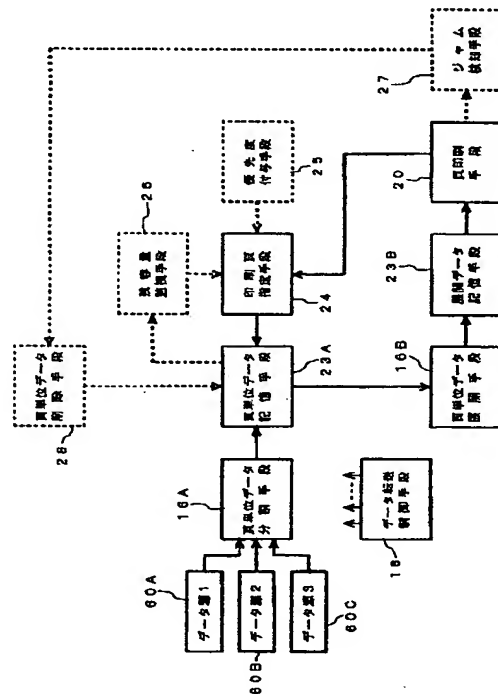 60A
データ源1
60B
データ源2
60C
データ源3
16A
頁単位データ
分割手段
18
データ転送
制御手段
28
頁単位データ
削除手段
26
残容量
監視手段
23A
頁単位データ
記憶手段
印刷頁
指定手段
24
優先度
付与手段
25
16B
頁単位データ
展開手段
23B
展開データ
記憶手段
20
頁印刷
手段
27
ジャム
検知手段